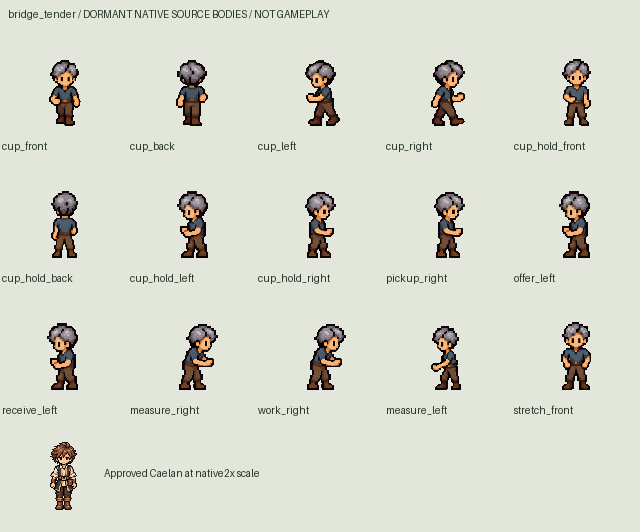 bridge_tender / DORMANT NATIVE SOURCE BODIES / NOT GAMEPLAY
cup_front
cup_back
cup_left
cup_right
cup_hold_front
cup_hold_back
cup_hold_left
cup_hold_right
pickup_right
offer_left
receive_left
measure_right
work_right
measure_left
stretch_front
Approved Caelan at native2x scale